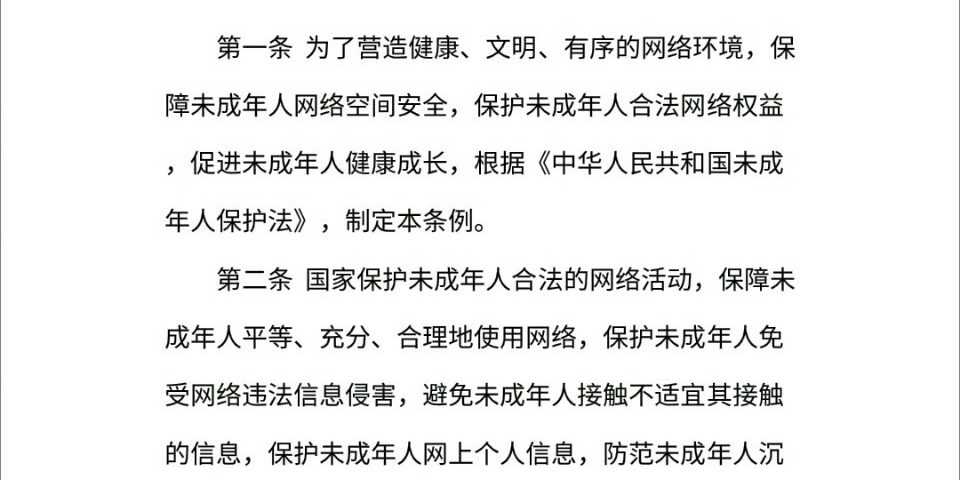 第一条 为了营造健康、文明、有序的网络环境，保
障未成年人网络空间安全，保护未成年人合法网络权益
，促进未成年人健康成长，根据《中华人民共和国未成
年人保护法》，制定本条例。
第二条 国家保护未成年人合法的网络活动，保障未
成年人平等、充分、合理地使用网络，保护未成年人免
受网络违法信息侵害，避免未成年人接触不适宜其接触
的信息，保护未成年人网上个人信息，防范未成年人沉